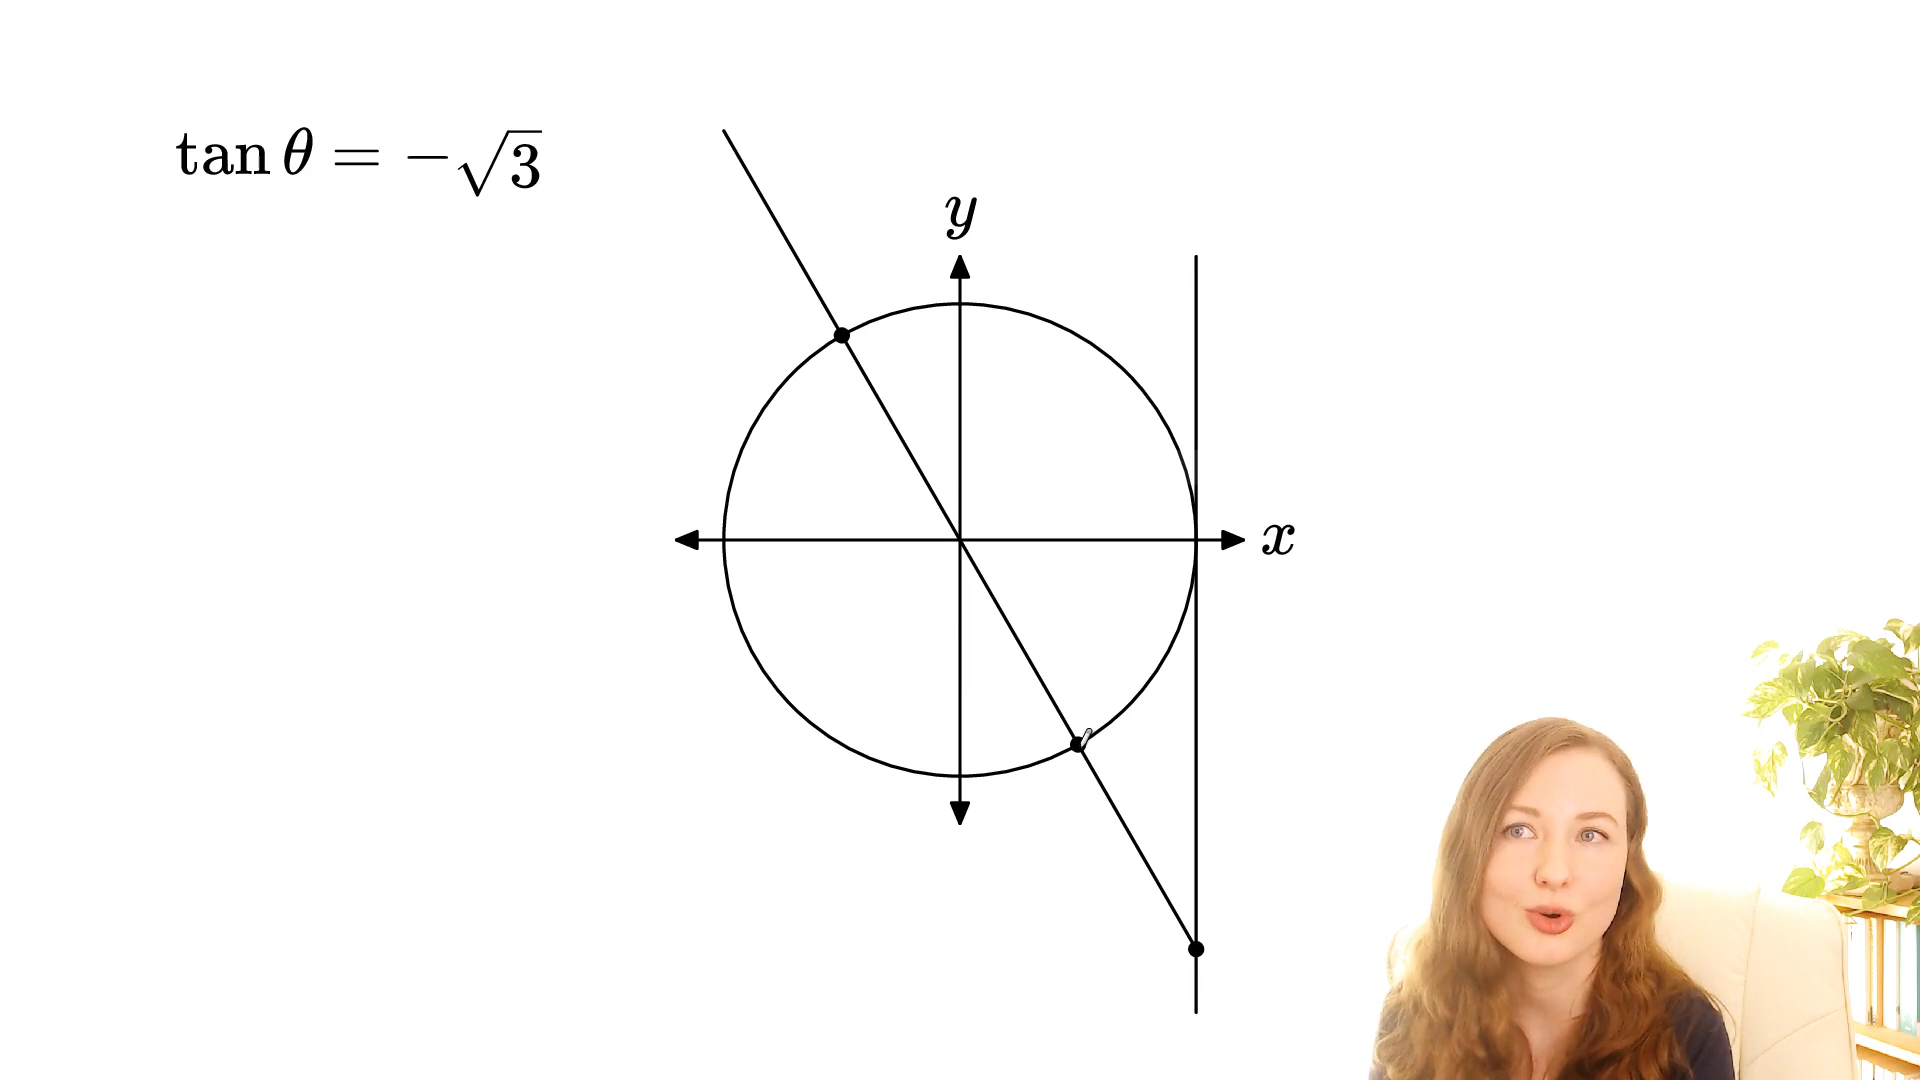 tan θ = −√3
y
x